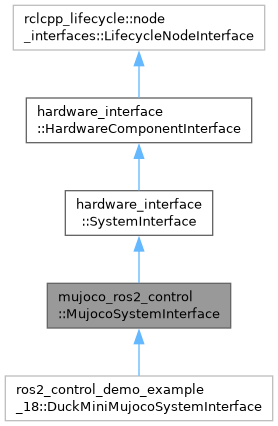 rclcpp_lifecycle::node
_interfaces::LifecycleNodeInterface
hardware_interface
::HardwareComponentInterface
hardware_interface
::SystemInterface
mujoco_ros2_control
::MujocoSystemInterface
ros2_control_demo_example
_18::DuckMiniMujocoSystemInterface